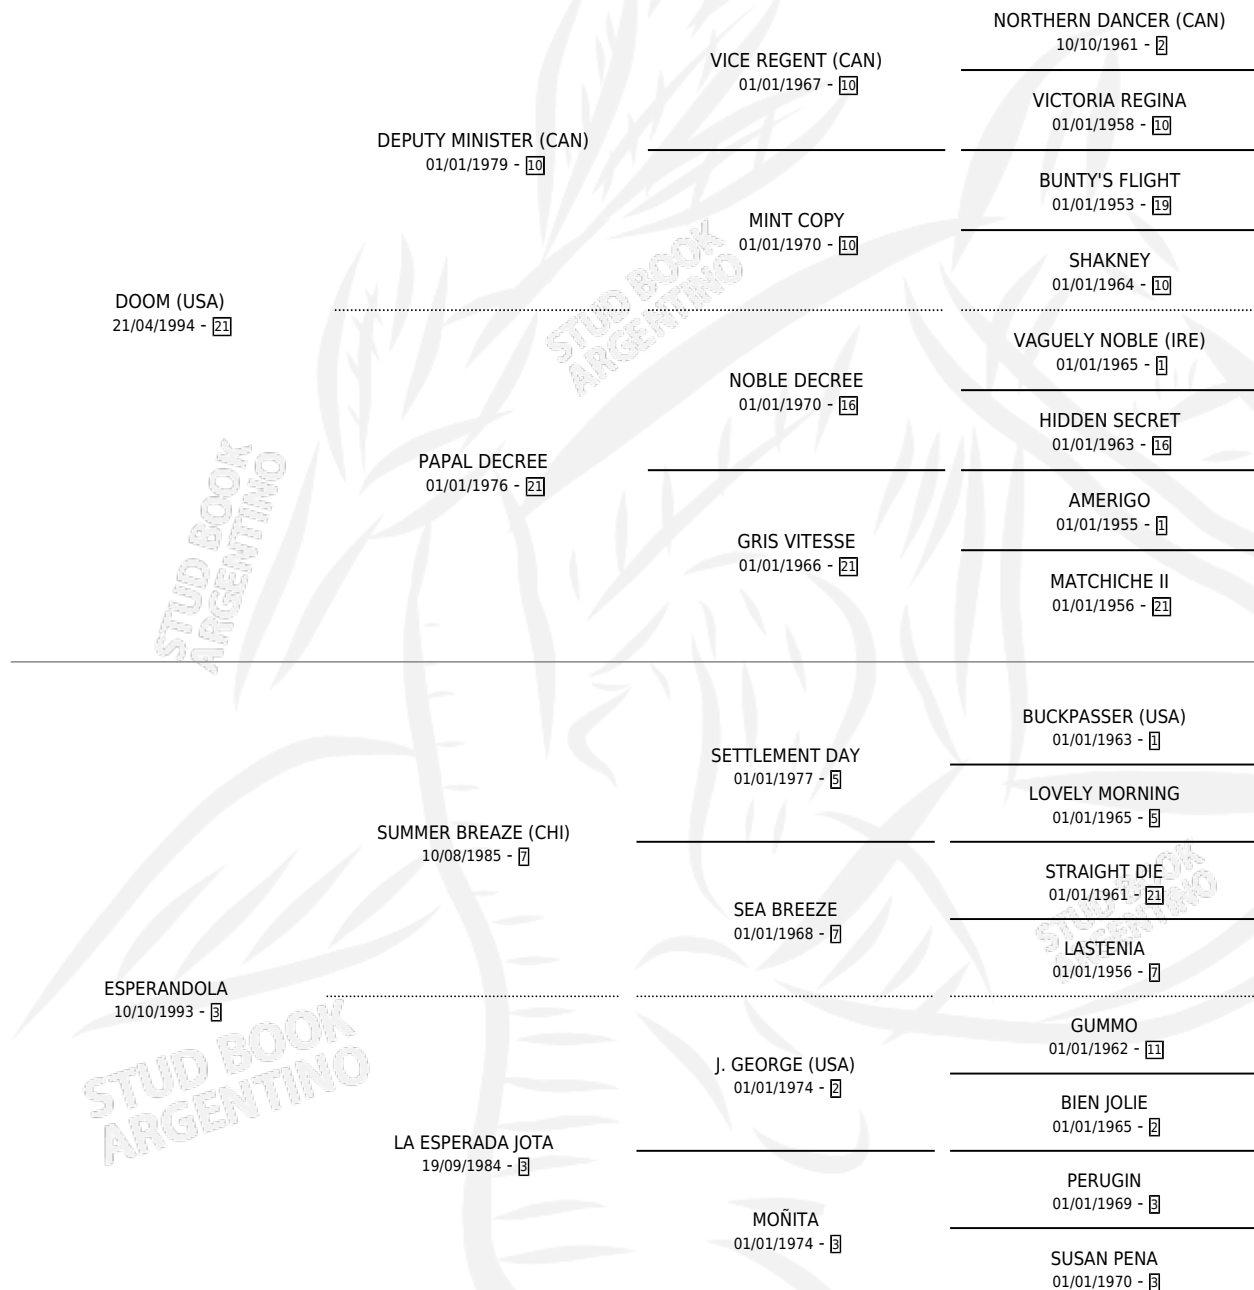 NORTHERN DANCER (CAN)
10/10/1961 - 2
VICE REGENT (CAN)
01/01/1967 - 10
VICTORIA REGINA
01/01/1958 - 10
DEPUTY MINISTER (CAN)
01/01/1979 - 10
BUNTY'S FLIGHT
01/01/1953 - 19
MINT COPY
01/01/1970 - 10
SHAKNEY
01/01/1964 - 10
DOOM (USA)
21/04/1994 - 21
VAGUELY NOBLE (IRE)
01/01/1965 - 1
NOBLE DECREE
01/01/1970 - 16
HIDDEN SECRET
01/01/1963 - 16
PAPAL DECREE
01/01/1976 - 21
AMERIGO
01/01/1955 - 1
GRIS VITESSE
01/01/1966 - 21
MATCHICHE II
01/01/1956 - 21
BUCKPASSER (USA)
01/01/1963 - 1
SETTLEMENT DAY
01/01/1977 - 5
LOVELY MORNING
01/01/1965 - 5
SUMMER BREAZE (CHI)
10/08/1985 - 7
STRAIGHT DIE
01/01/1961 - 21
SEA BREEZE
01/01/1968 - 7
LASTENIA
01/01/1956 - 7
ESPERANDOLA
10/10/1993 - 3
GUMMO
01/01/1962 - 11
J. GEORGE (USA)
01/01/1974 - 2
BIEN JOLIE
01/01/1965 - 2
LA ESPERADA JOTA
19/09/1984 - 3
PERUGIN
01/01/1969 - 3
MOÑITA
01/01/1974 - 3
SUSAN PENA
01/01/1970 - 3
STUD BOOK
ARGENTINO
STUD BOOK
ARGENTINO
STUD BOOK
ARGENTINO
STUD BOOK
ARGENTINO